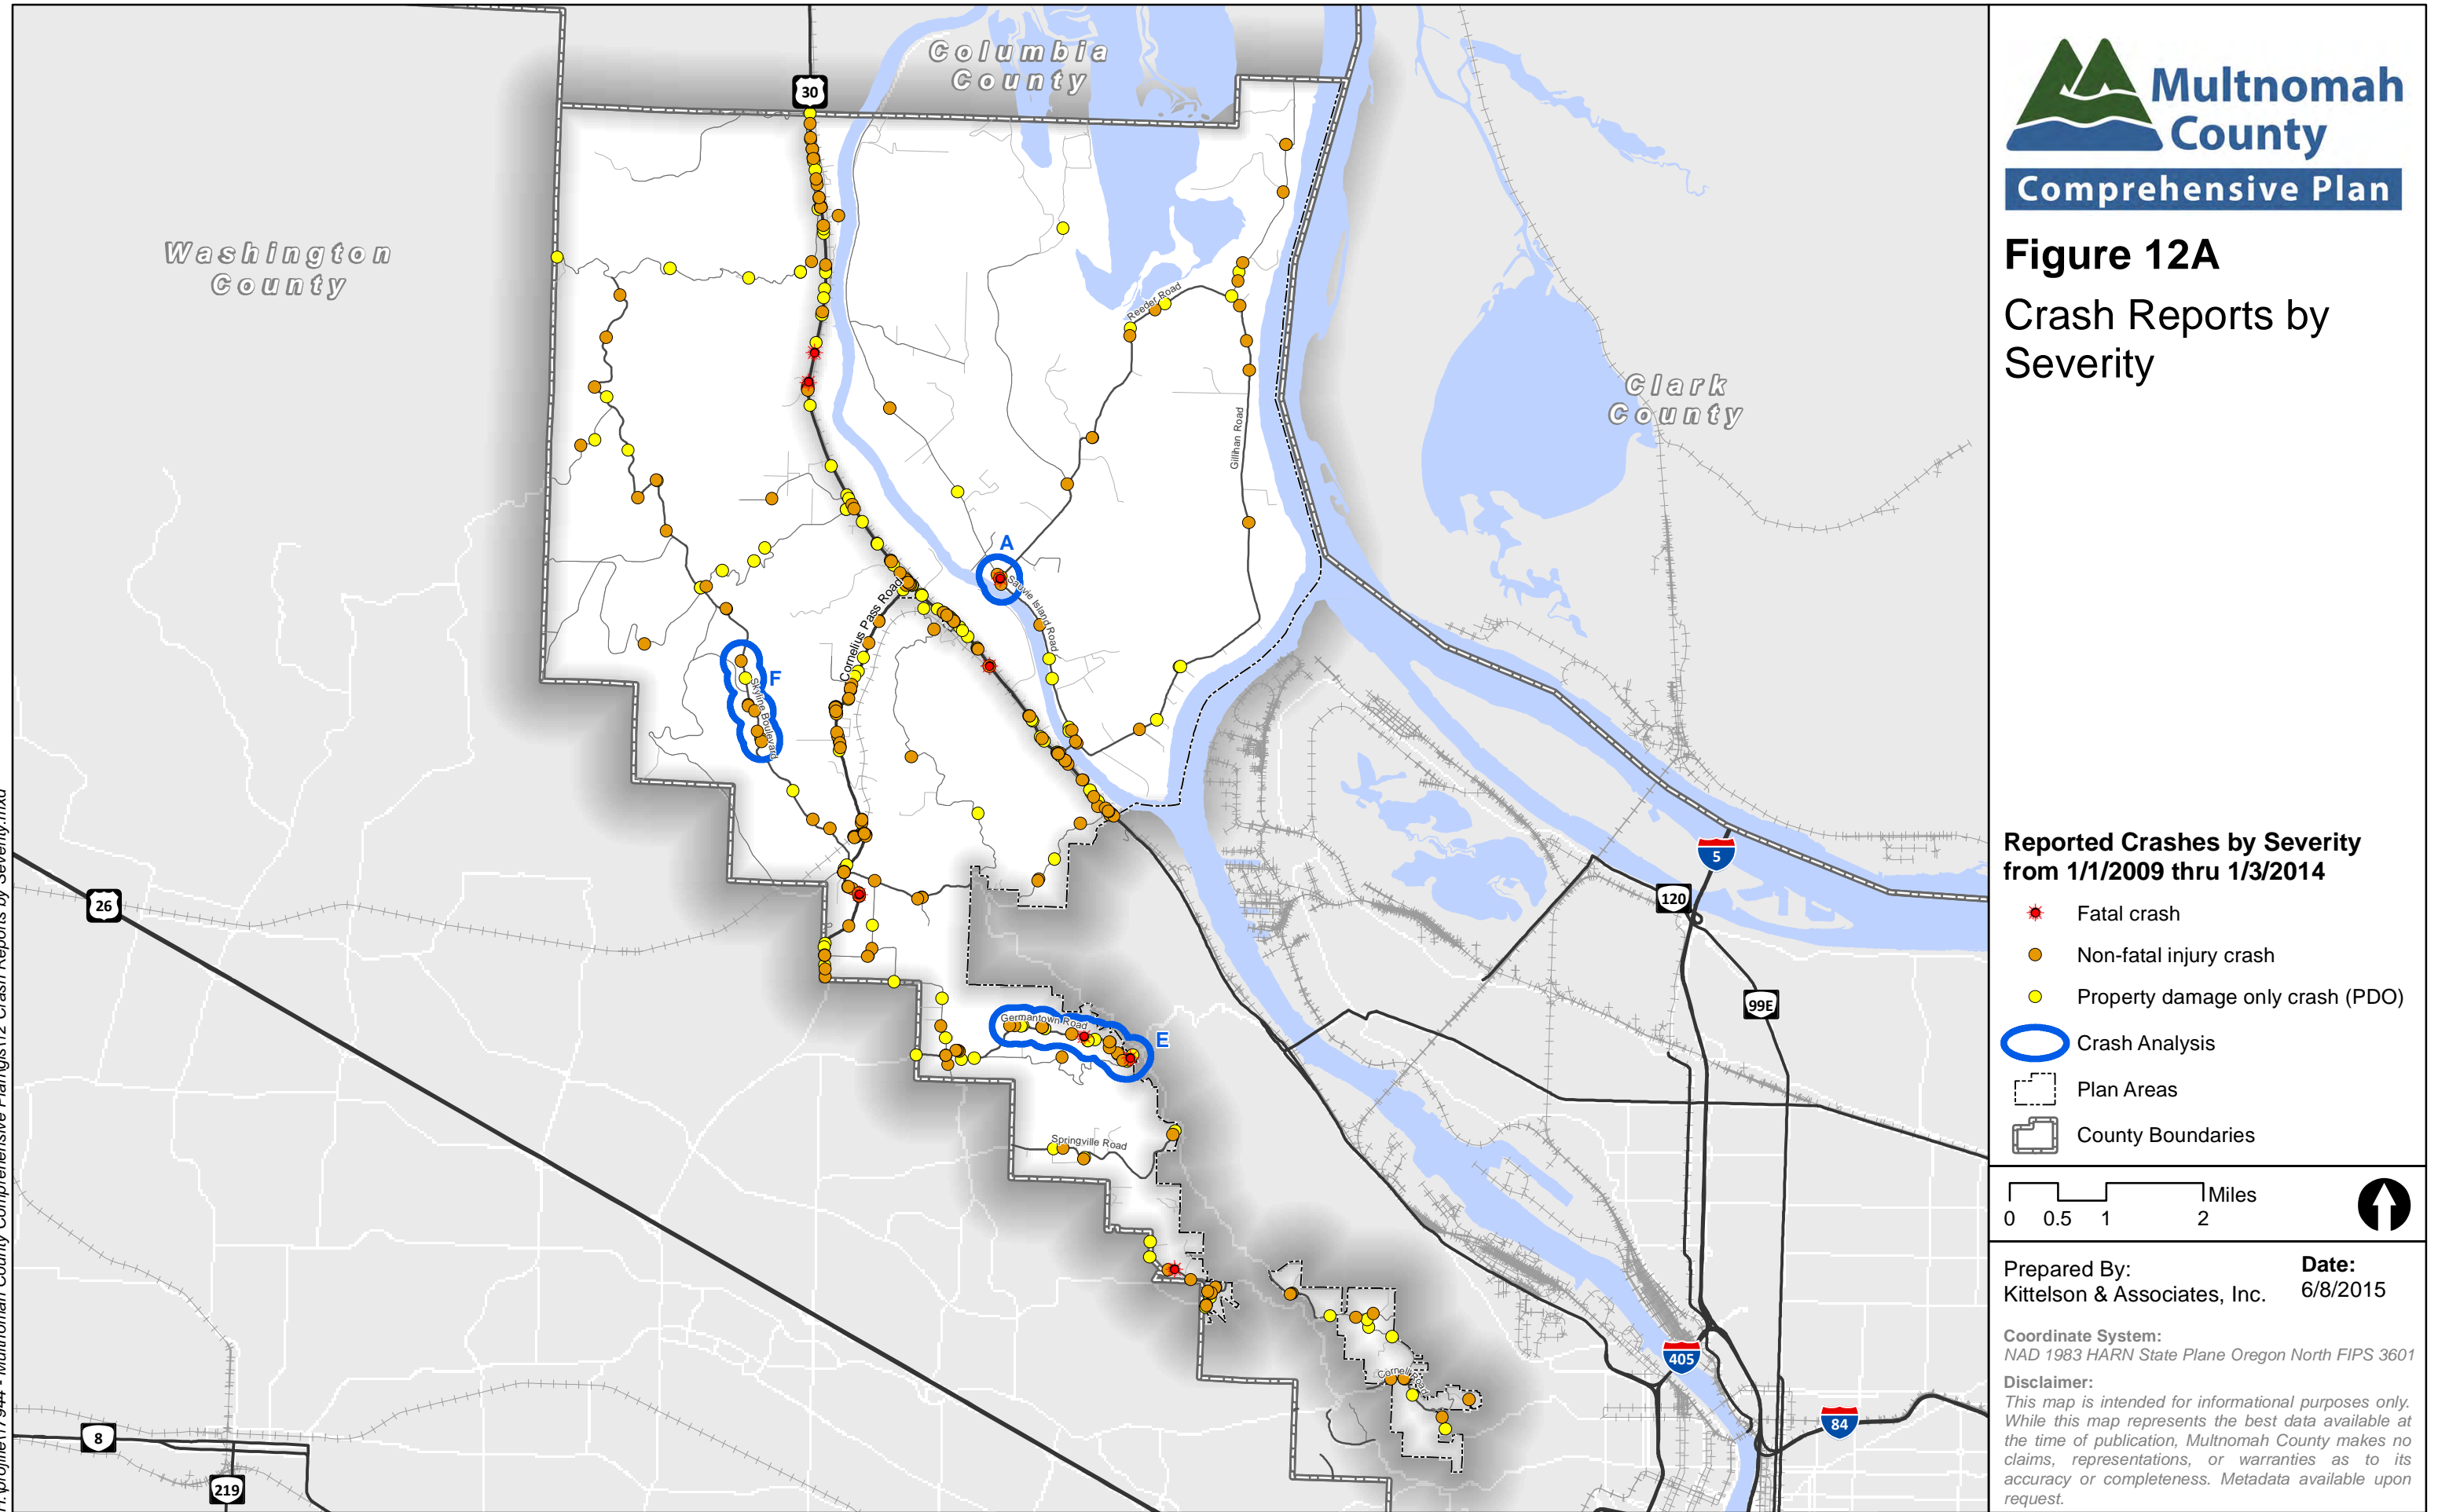 Columbia
County
30
Washington
County
Reeder Road
Clark
County
Gillihan Road
A
Sauvie Island Road
Cornelius Pass Road
F
Skyline Boulevard
26
5
120
99E
Germantown Road
E
Springville Road
Cornell Road
405
84
8
219
Multnomah
County
Comprehensive Plan
Figure 12A
Crash Reports by
Severity
Reported Crashes by Severity
from 1/1/2009 thru 1/3/2014
Fatal crash
Non-fatal injury crash
Property damage only crash (PDO)
Crash Analysis
Plan Areas
County Boundaries
Miles
0 0.5 1 2
Prepared By:
Kittelson & Associates, Inc.
Date:
6/8/2015
Coordinate System:
NAD 1983 HARN State Plane Oregon North FIPS 3601
Disclaimer:
This map is intended for informational purposes only.
While this map represents the best data available at
the time of publication, Multnomah County makes no
claims, representations, or warranties as to its
accuracy or completeness. Metadata available upon
request.